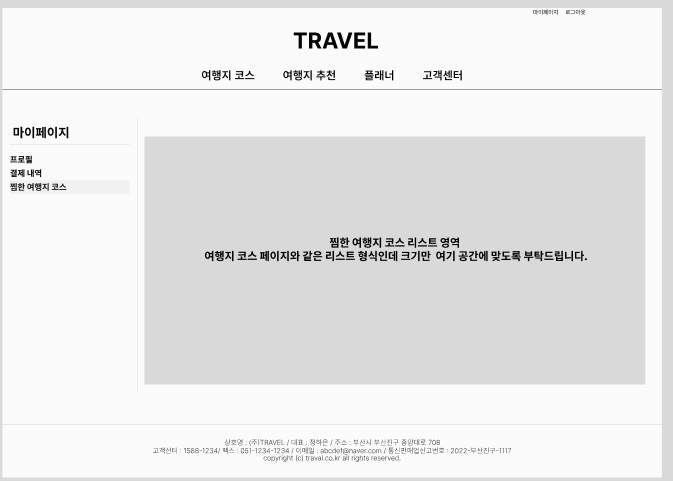 마이페이지 로그아웃
TRAVEL
여행지 코스 여행지 추천 플래너 고객센터
마이페이지
프로필
결제 내역
찜한 여행지 코스
찜한 여행지 코스 리스트 영역
여행지 코스 페이지와 같은 리스트 형식인데 크기만 여기 공간에 맞도록 부탁드립니다.
상호명 : (주)TRAVEL / 대표 : 정하은 / 주소 : 부산시 부산진구 중앙대로 708
고객센터 : 1588-1234/ 팩스 : 051-1234-1234 / 이메일 : abcdef@naver.com / 통신판매업신고번호 : 2022-부산진구-1117
copyright (c) traval.co.kr all rights reserved.